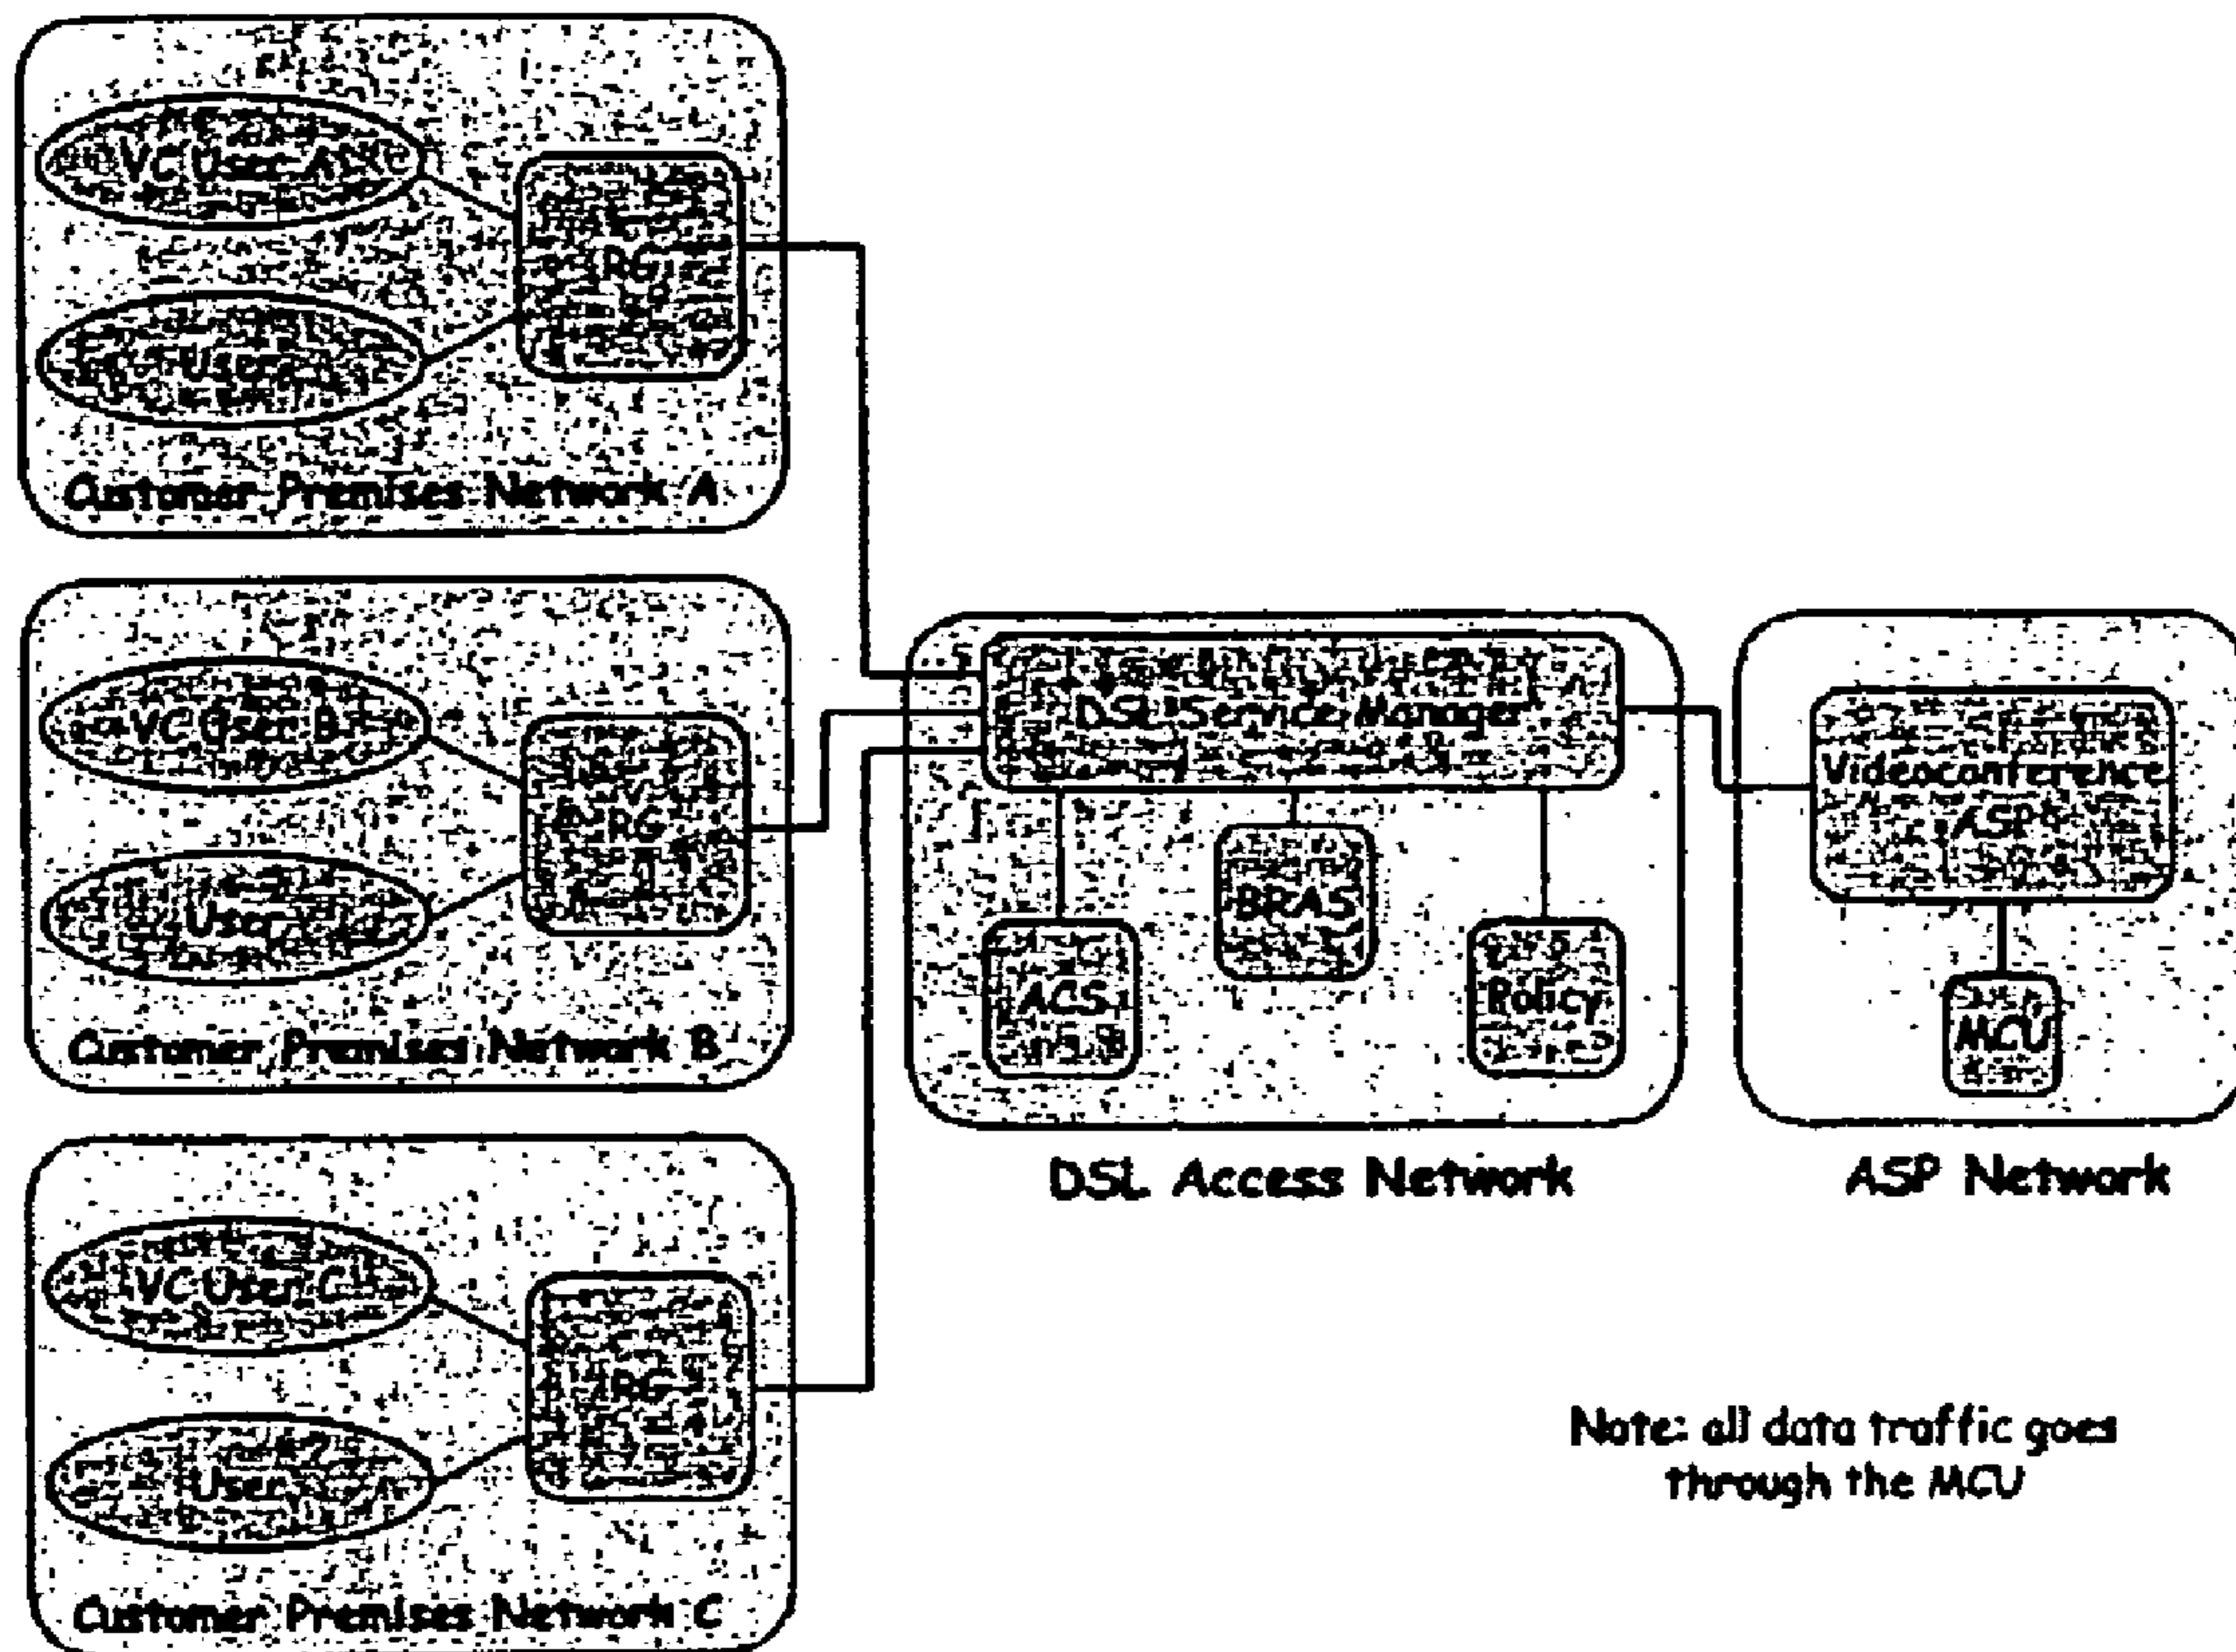 VC User A
RG
User
Customer Premises Network A
VC User B
RG
User
Customer Premises Network B
VC User C
RG
User
Customer Premises Network C
DSL Service Manager
ACS
BRAS
Policy
DSL Access Network
Videoconference
ASP
MCU
ASP Network
Note: all data traffic goes
through the MCU